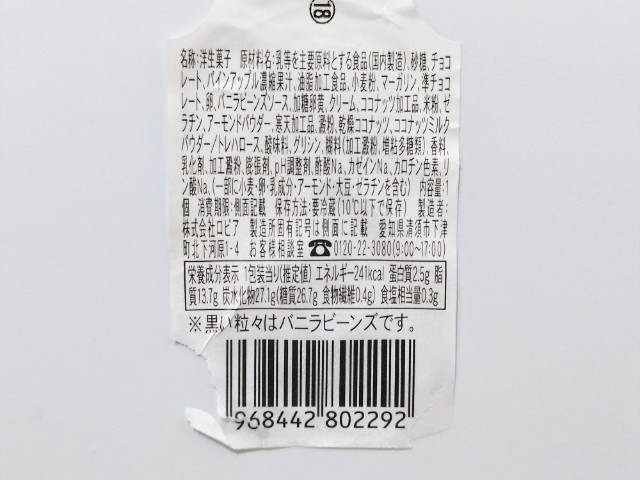 18
名称:洋生菓子 原材料名:乳等を主要原料とする食品(国内製造)、砂糖、チョコ
レート、パインアップル濃縮果汁、油脂加工食品、小麦粉、マーガリン、準チョコ
レート、卵、バニラビーンズソース、加糖卵黄、クリーム、ココナッツ加工品、米粉、ゼ
ラチン、アーモンドパウダー、寒天加工品、澱粉、乾燥ココナッツ、ココナッツミルク
パウダー/トレハロース、酸味料、グリシン、糊料(加工澱粉、増粘多糖類)、香料、
乳化剤、加工澱粉、膨張剤、pH調整剤、酢酸Na、カゼインNa、カロチン色素、リ
ン酸Na、(一部に小麦・卵・乳成分・アーモンド・大豆・ゼラチンを含む) 内容量:1
個 消費期限:側面記載 保存方法:要冷蔵(10℃以下で保存) 製造者:
株式会社ロピア 製造所固有記号は側面に記載 愛知県清須市下津
町北下河原1-4 お客様相談室☎0120-22-3080(9:00~17:00)
栄養成分表示 1包装当り(推定値) エネルギー241kcal 蛋白質2.5g 脂
質13.7g 炭水化物27.1g(糖質26.7g 食物繊維0.4g) 食塩相当量0.3g
※黒い粒々はバニラビーンズです。
968442 802292